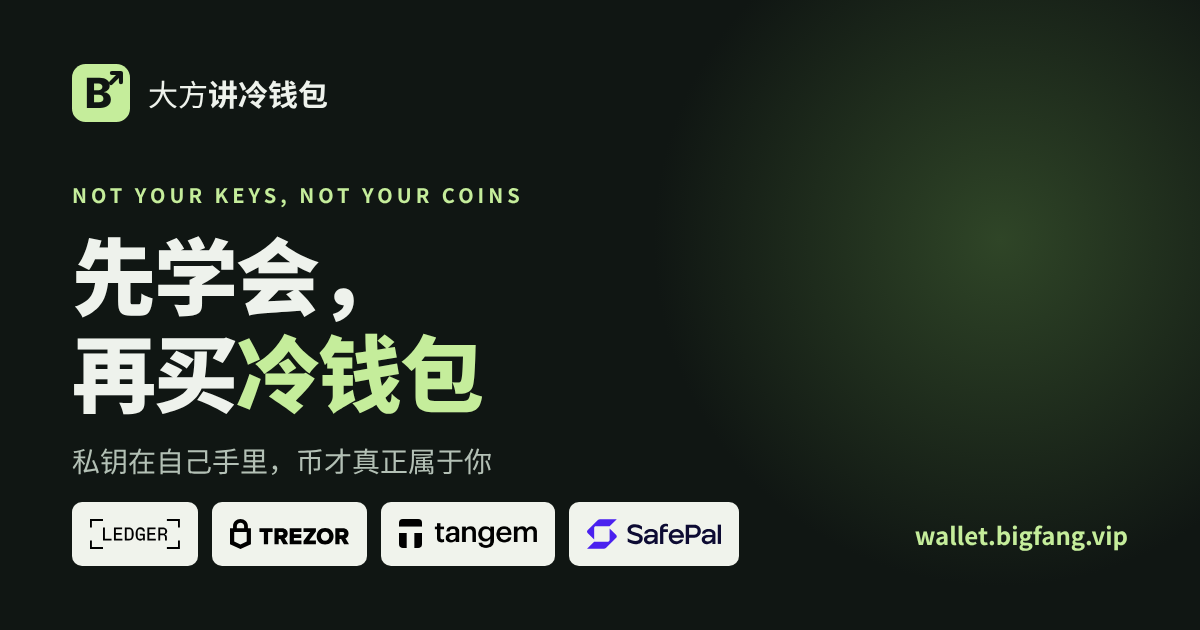 B
大方讲冷钱包
NOT YOUR KEYS, NOT YOUR COINS
先学会，
再买冷钱包
私钥在自己手里，币才真正属于你
LEDGER
TREZOR
tangem
SafePal
wallet.bigfang.vip